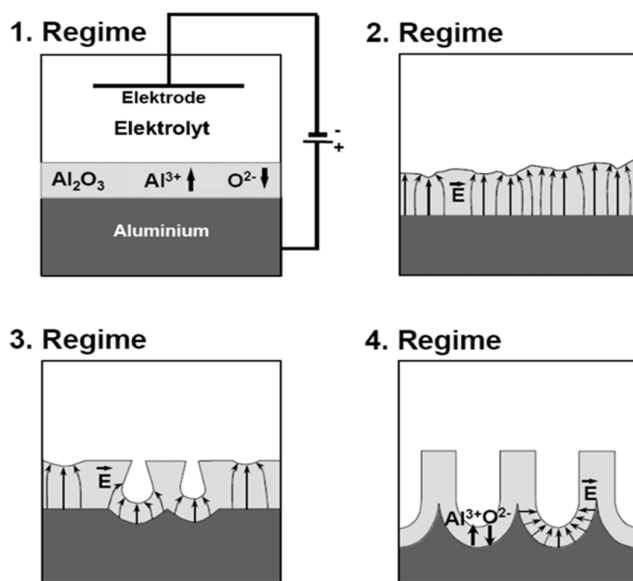 1. Regime
Elektrode
Elektrolyt
-
+
Al2O3 Al3+ O2-
Aluminium
2. Regime
E
3. Regime
E
4. Regime
E
Al3+O2-